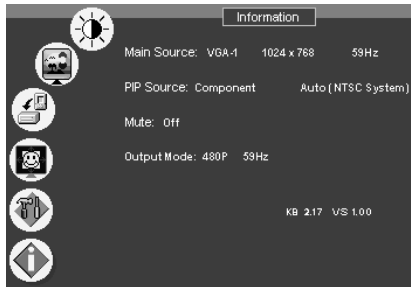 Information
Main Source: VGA-1 1024 x 768 59Hz
PIP Source: Component Auto (NTSC System)
Mute: Off
Output Mode: 480P 59Hz
KB 2.17 VS 1.00